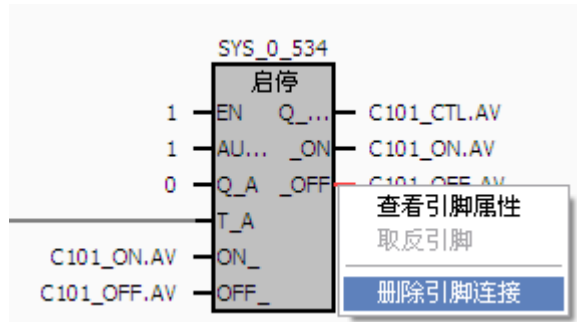 SYS_0_534
启停
1 EN Q_... C101_CTL.AV
1 AU... _ON C101_ON.AV
0 Q_A _OFF C101_OFF.AV
查看引脚属性
T_A
取反引脚
C101_ON.AV ON_
C101_OFF.AV OFF_
删除引脚连接